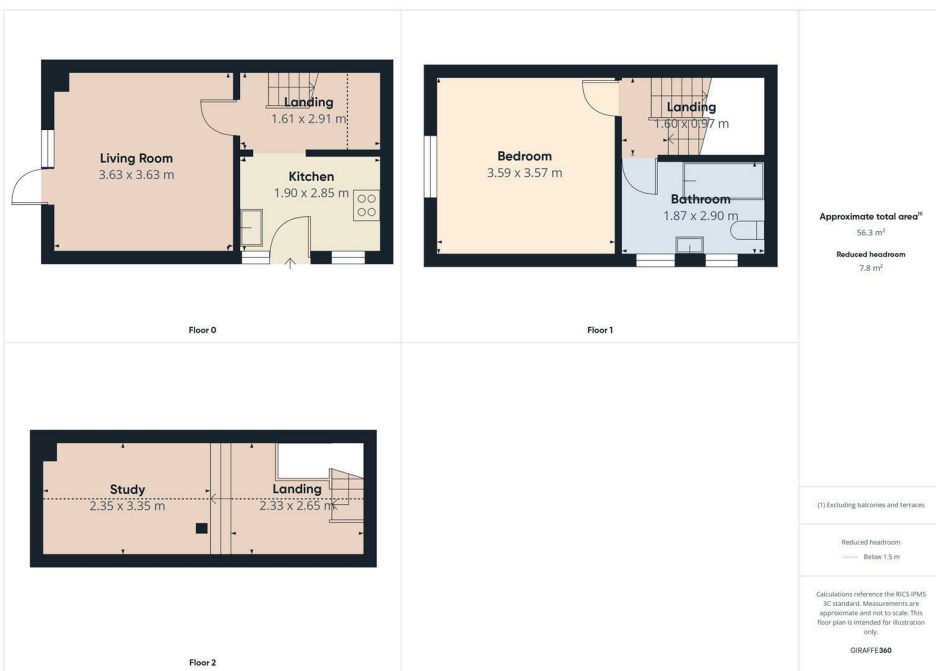 Living Room
3.63 x 3.63 m
Landing
1.61 x 2.91 m
Kitchen
1.90 x 2.85 m
Floor 0
Bedroom
3.59 x 3.57 m
Landing
1.60 x 0.97 m
Bathroom
1.87 x 2.90 m
Floor 1
Study
2.35 x 3.35 m
Landing
2.33 x 2.65 m
Floor 2
Approximate total area(1)
56.3 m²
Reduced headroom
7.8 m²
(1) Excluding balconies and terraces
Reduced headroom
Below 1.5 m
Calculations reference the RICS IPMS
3C standard. Measurements are
approximate and not to scale. This
floor plan is intended for illustration
only.
GIRAFFE360